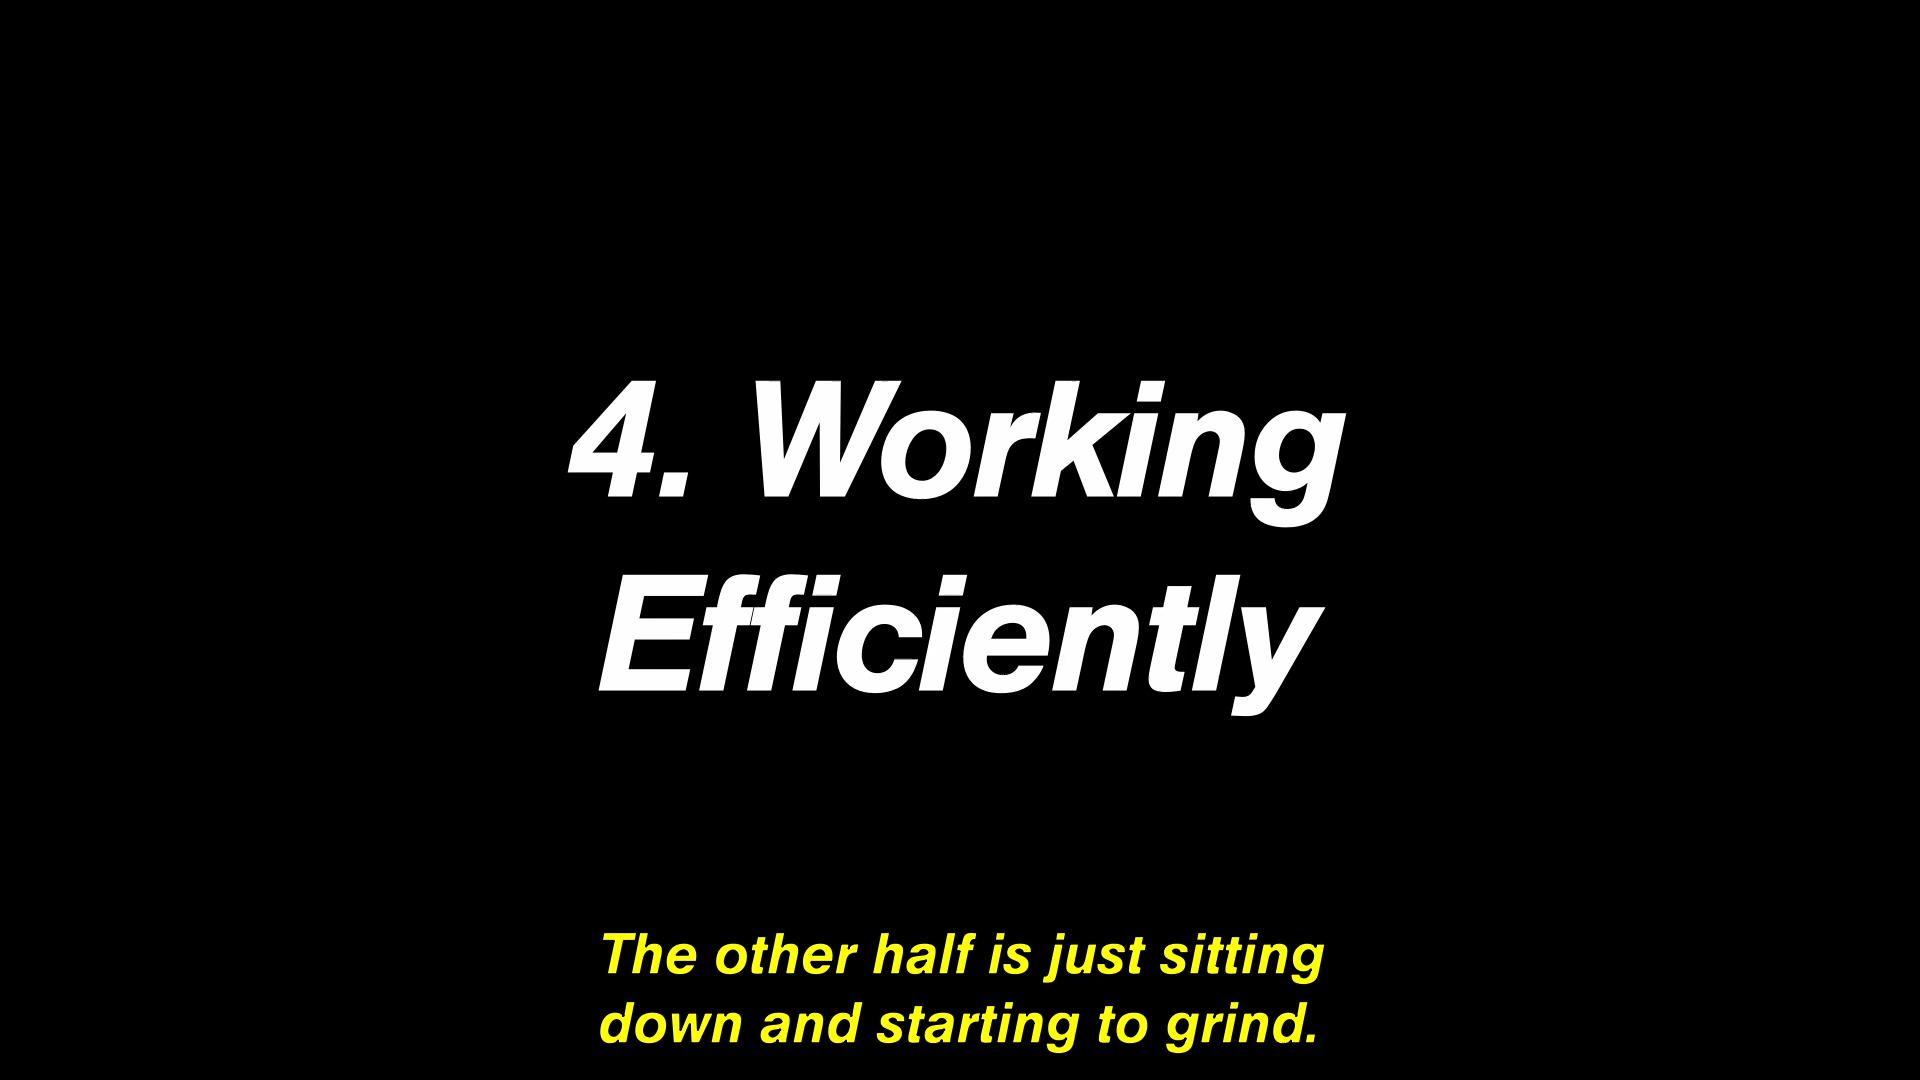 4. Working
Efficiently
The other half is just sitting
down and starting to grind.